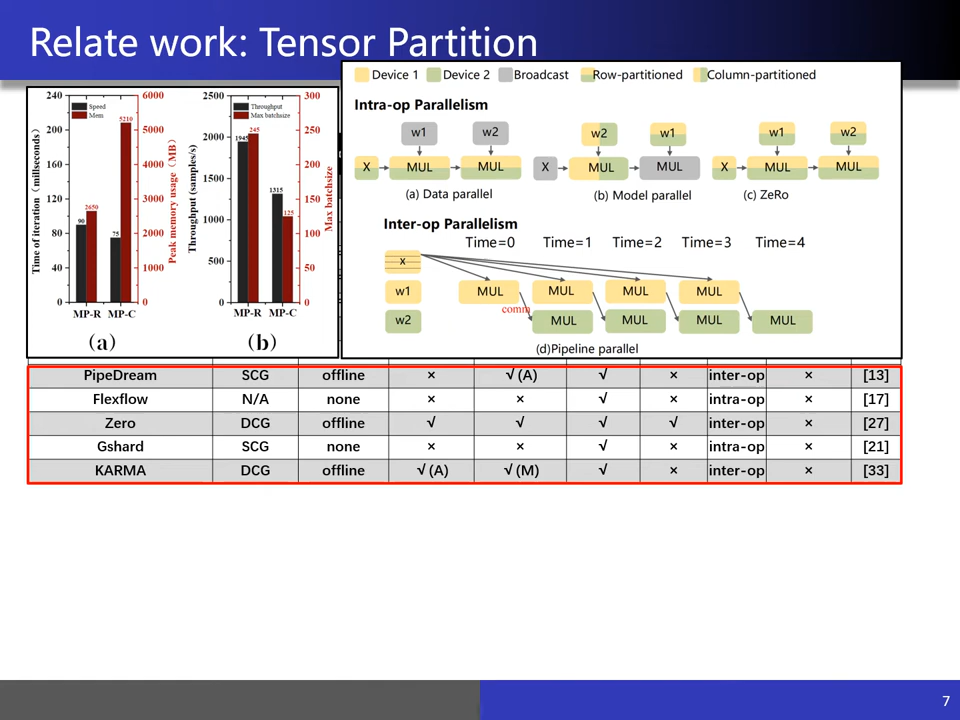 Relate work: Tensor Partition
Device 1 Device 2 Broadcast Row-partitioned Column-partitioned
Intra-op Parallelism
w1 w2 w2 w1 w1 w2
X MUL MUL X MUL MUL X MUL MUL
(a) Data parallel (b) Model parallel (c) ZeRo
Inter-op Parallelism
Time=0 Time=1 Time=2 Time=3 Time=4
x
w1 MUL MUL MUL MUL
comm
w2 MUL MUL MUL MUL
(d)Pipeline parallel
Time of iteration（millseconds）
240
200
160
120
80
40
0
Speed
Mem
90
2650
75
5210
6000
5000
4000
3000
2000
1000
0
Peak memory usage（MB）
MP-R MP-C
（a）
Throughput (samples/s)
2500
2000
1500
1000
500
0
Throughput
Max batchsize
1945
245
1315
125
300
250
200
150
100
50
0
Max batchsize
MP-R MP-C
（b）
PipeDream SCG offline × √ (A) √ × inter-op × [13]
Flexflow N/A none × × √ × intra-op × [17]
Zero DCG offline √ √ √ √ inter-op × [27]
Gshard SCG none × × √ × intra-op × [21]
KARMA DCG offline √ (A) √ (M) √ × inter-op × [33]
7